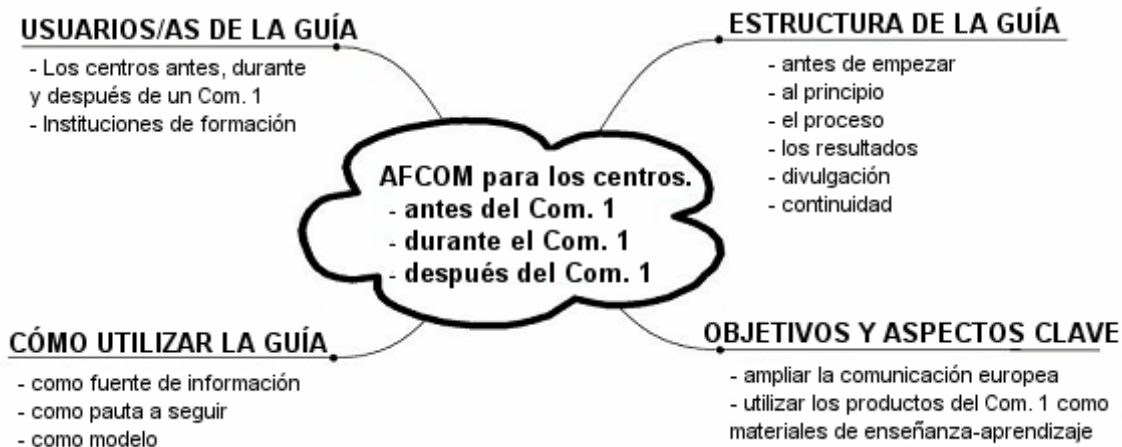 USUARIOS/AS DE LA GUÍA
- Los centros antes, durante
y después de un Com. 1
- Instituciones de formación
ESTRUCTURA DE LA GUÍA
- antes de empezar
- al principio
- el proceso
- los resultados
- divulgación
- continuidad
AFCOM para los centros.
- antes del Com. 1
- durante el Com. 1
- después del Com. 1
CÓMO UTILIZAR LA GUÍA
- como fuente de información
- como pauta a seguir
- como modelo
OBJETIVOS Y ASPECTOS CLAVE
- ampliar la comunicación europea
- utilizar los productos del Com. 1 como
materiales de enseñanza-aprendizaje